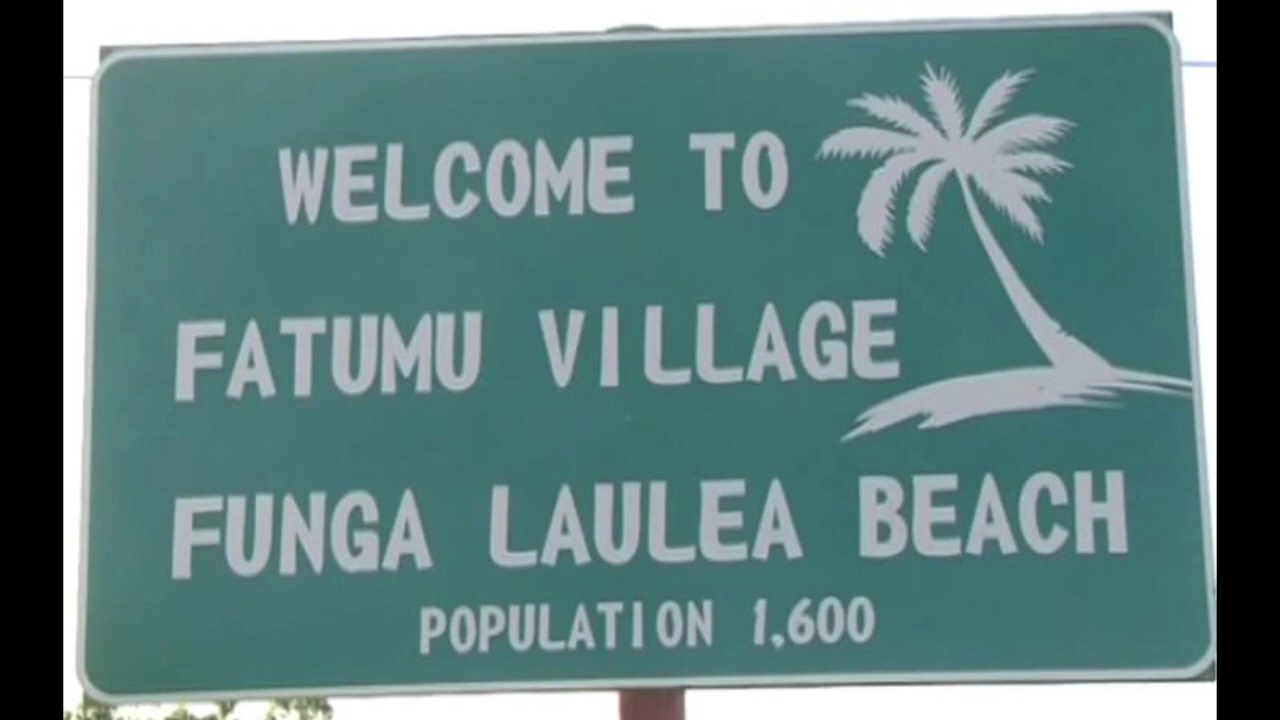 WELCOME TO
FATUMU VILLAGE
FUNGA LAULEA BEACH
POPULATION 1,600